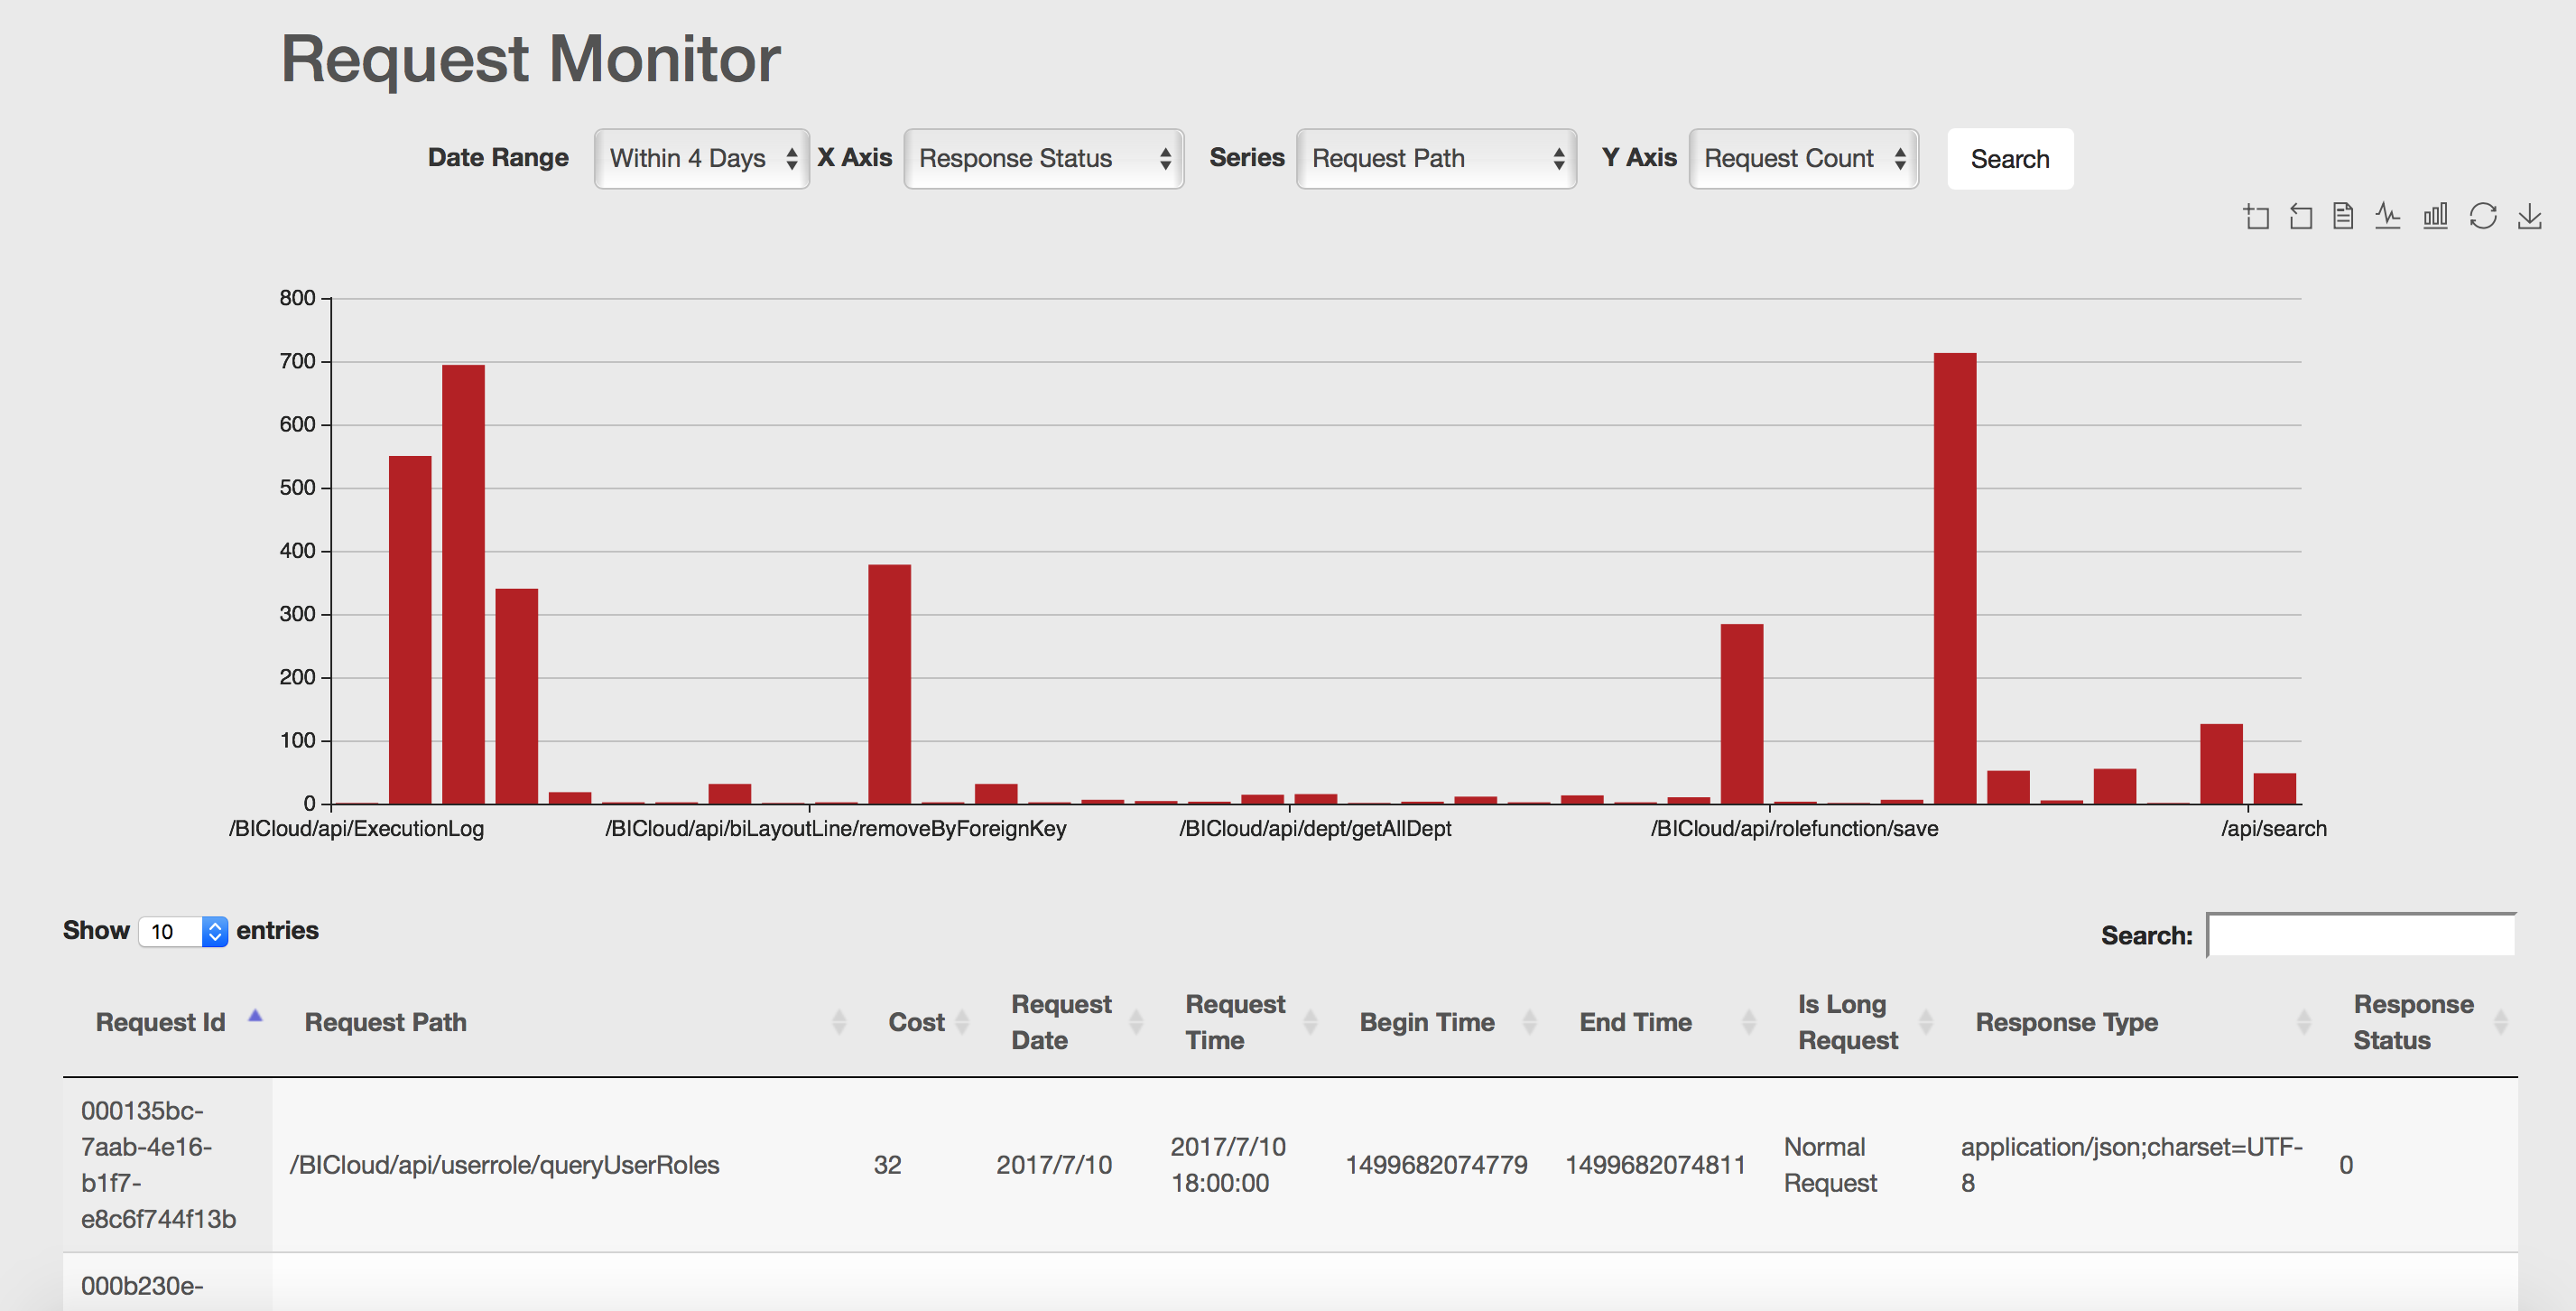 Request Monitor
Date Range Within 4 Days X Axis Response Status Series Request Path Y Axis Request Count Search
800
700
600
500
400
300
200
100
0
/BICloud/api/ExecutionLog /BICloud/api/biLayoutLine/removeByForeignKey /BICloud/api/dept/getAllDept /BICloud/api/rolefunction/save /api/search
Show 10 entries
Search:
Request Id Request Path Cost Request Date Request Time Begin Time End Time Is Long Request Response Type Response Status
000135bc-
7aab-4e16-
b1f7-
e8c6f744f13b
/BICloud/api/userrole/queryUserRoles
32
2017/7/10
2017/7/10
18:00:00
1499682074779
1499682074811
Normal
Request
application/json;charset=UTF-
8
0
000b230e-